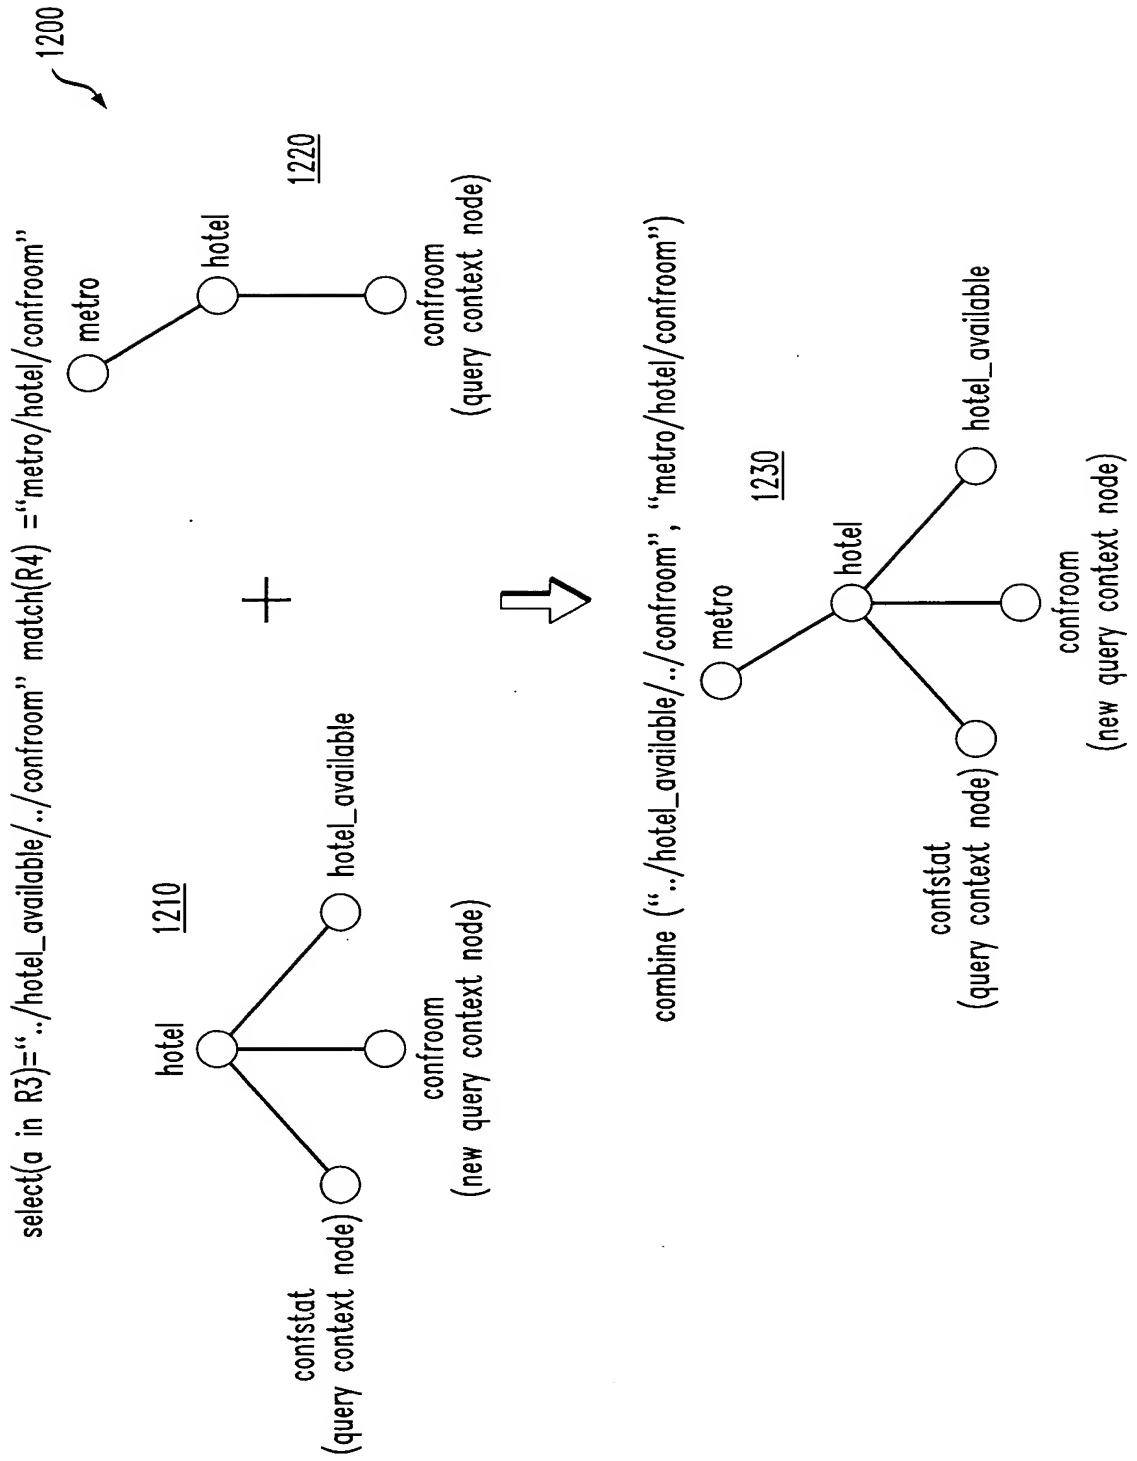 1200
select(a in R3)="../hotel_available/../confroom" match(R4) ="metro/hotel/confroom"
1210
hotel
confstat
(query context node)
confroom
(new query context node)
hotel_available
+
1220
metro
hotel
confroom
(query context node)
combine ("../hotel_available/../confroom", "metro/hotel/confroom")
1230
metro
hotel
confstat
(query context node)
confroom
(new query context node)
hotel_available